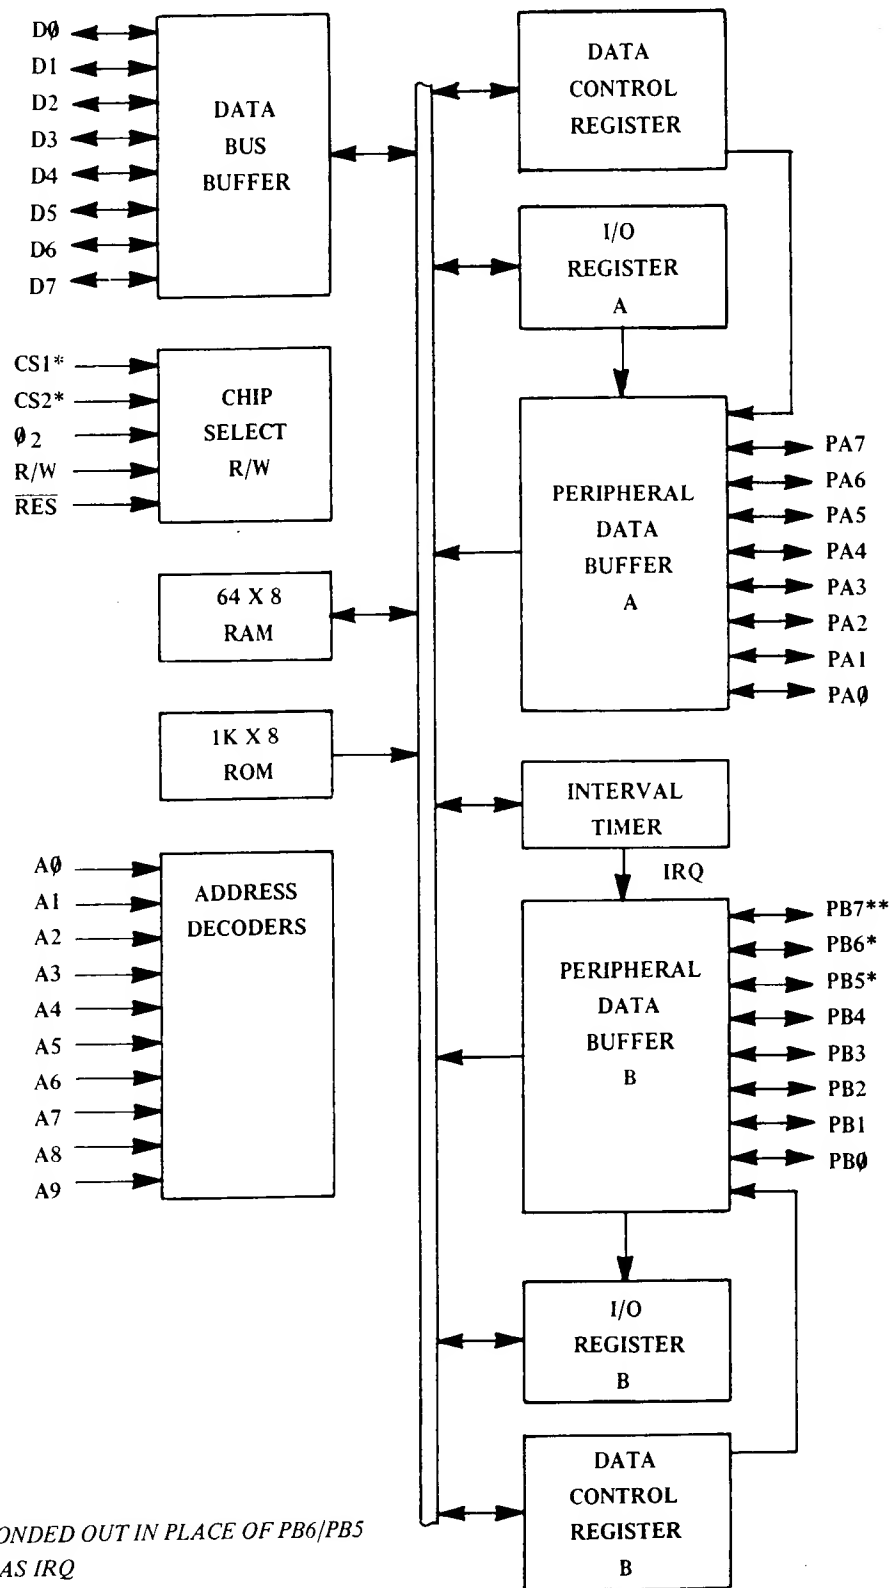 DØ
D1
D2
D3
D4
D5
D6
D7
DATA
BUS
BUFFER
CS1*
CS2*
Ø2
R/W
RES
CHIP
SELECT
R/W
64 X 8
RAM
1K X 8
ROM
AØ
A1
A2
A3
A4
A5
A6
A7
A8
A9
ADDRESS
DECODERS
DATA
CONTROL
REGISTER
I/O
REGISTER
A
PERIPHERAL
DATA
BUFFER
A
PA7
PA6
PA5
PA4
PA3
PA2
PA1
PAØ
INTERVAL
TIMER
IRQ
PERIPHERAL
DATA
BUFFER
B
PB7**
PB6*
PB5*
PB4
PB3
PB2
PB1
PBØ
I/O
REGISTER
B
DATA
CONTROL
REGISTER
B
ONDED OUT IN PLACE OF PB6/PB5
AS IRQ